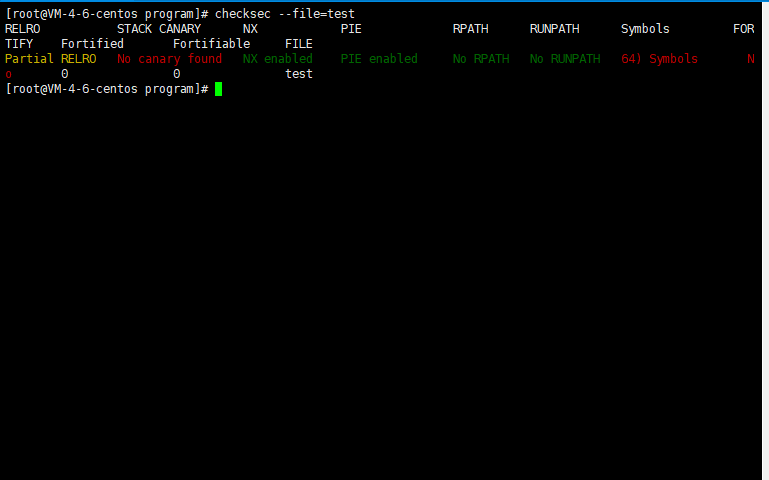 [root@VM-4-6-centos program]# checksec --file=test
RELRO STACK CANARY NX PIE RPATH RUNPATH Symbols FOR
TIFY Fortified Fortifiable FILE
Partial RELRO No canary found NX enabled PIE enabled No RPATH No RUNPATH 64) Symbols N
o 0 0 test
[root@VM-4-6-centos program]#